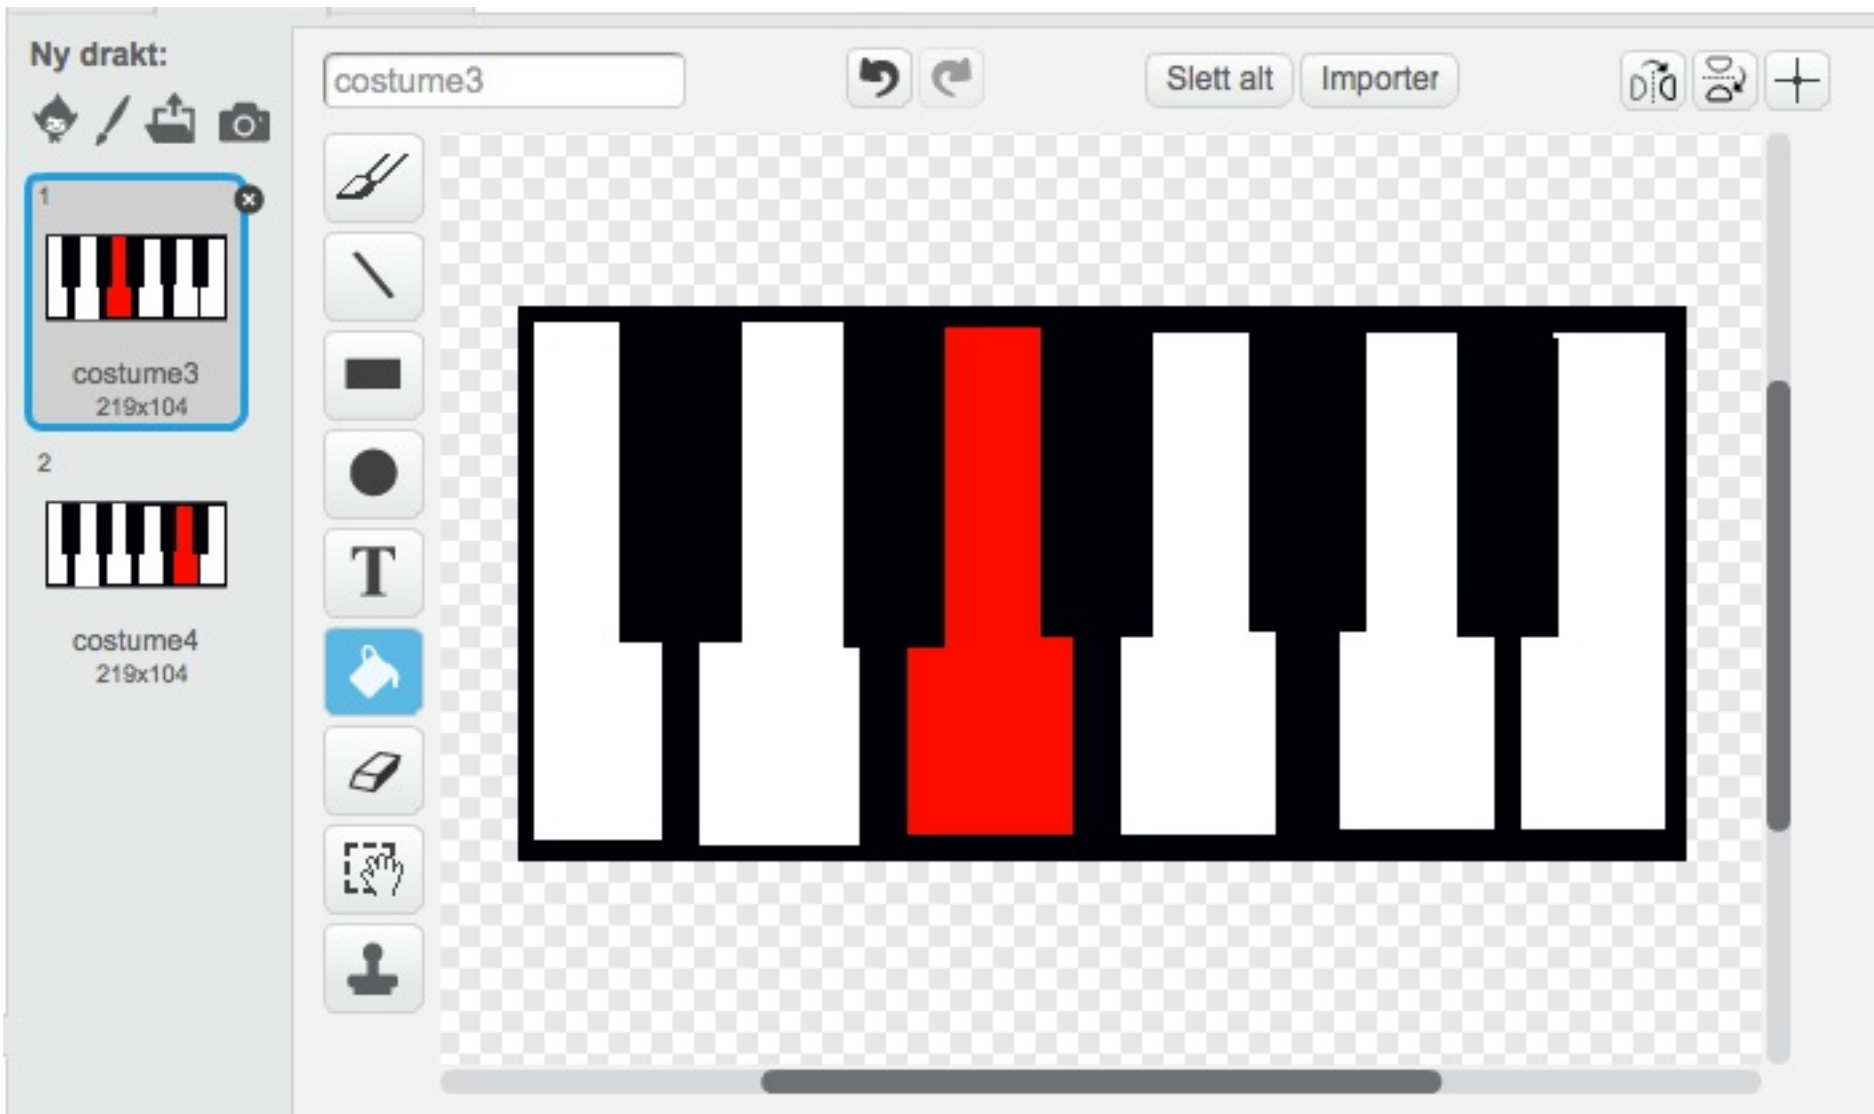 Ny drakt:
costume3
Slett alt
Importer
1
costume3
219x104
2
costume4
219x104
T